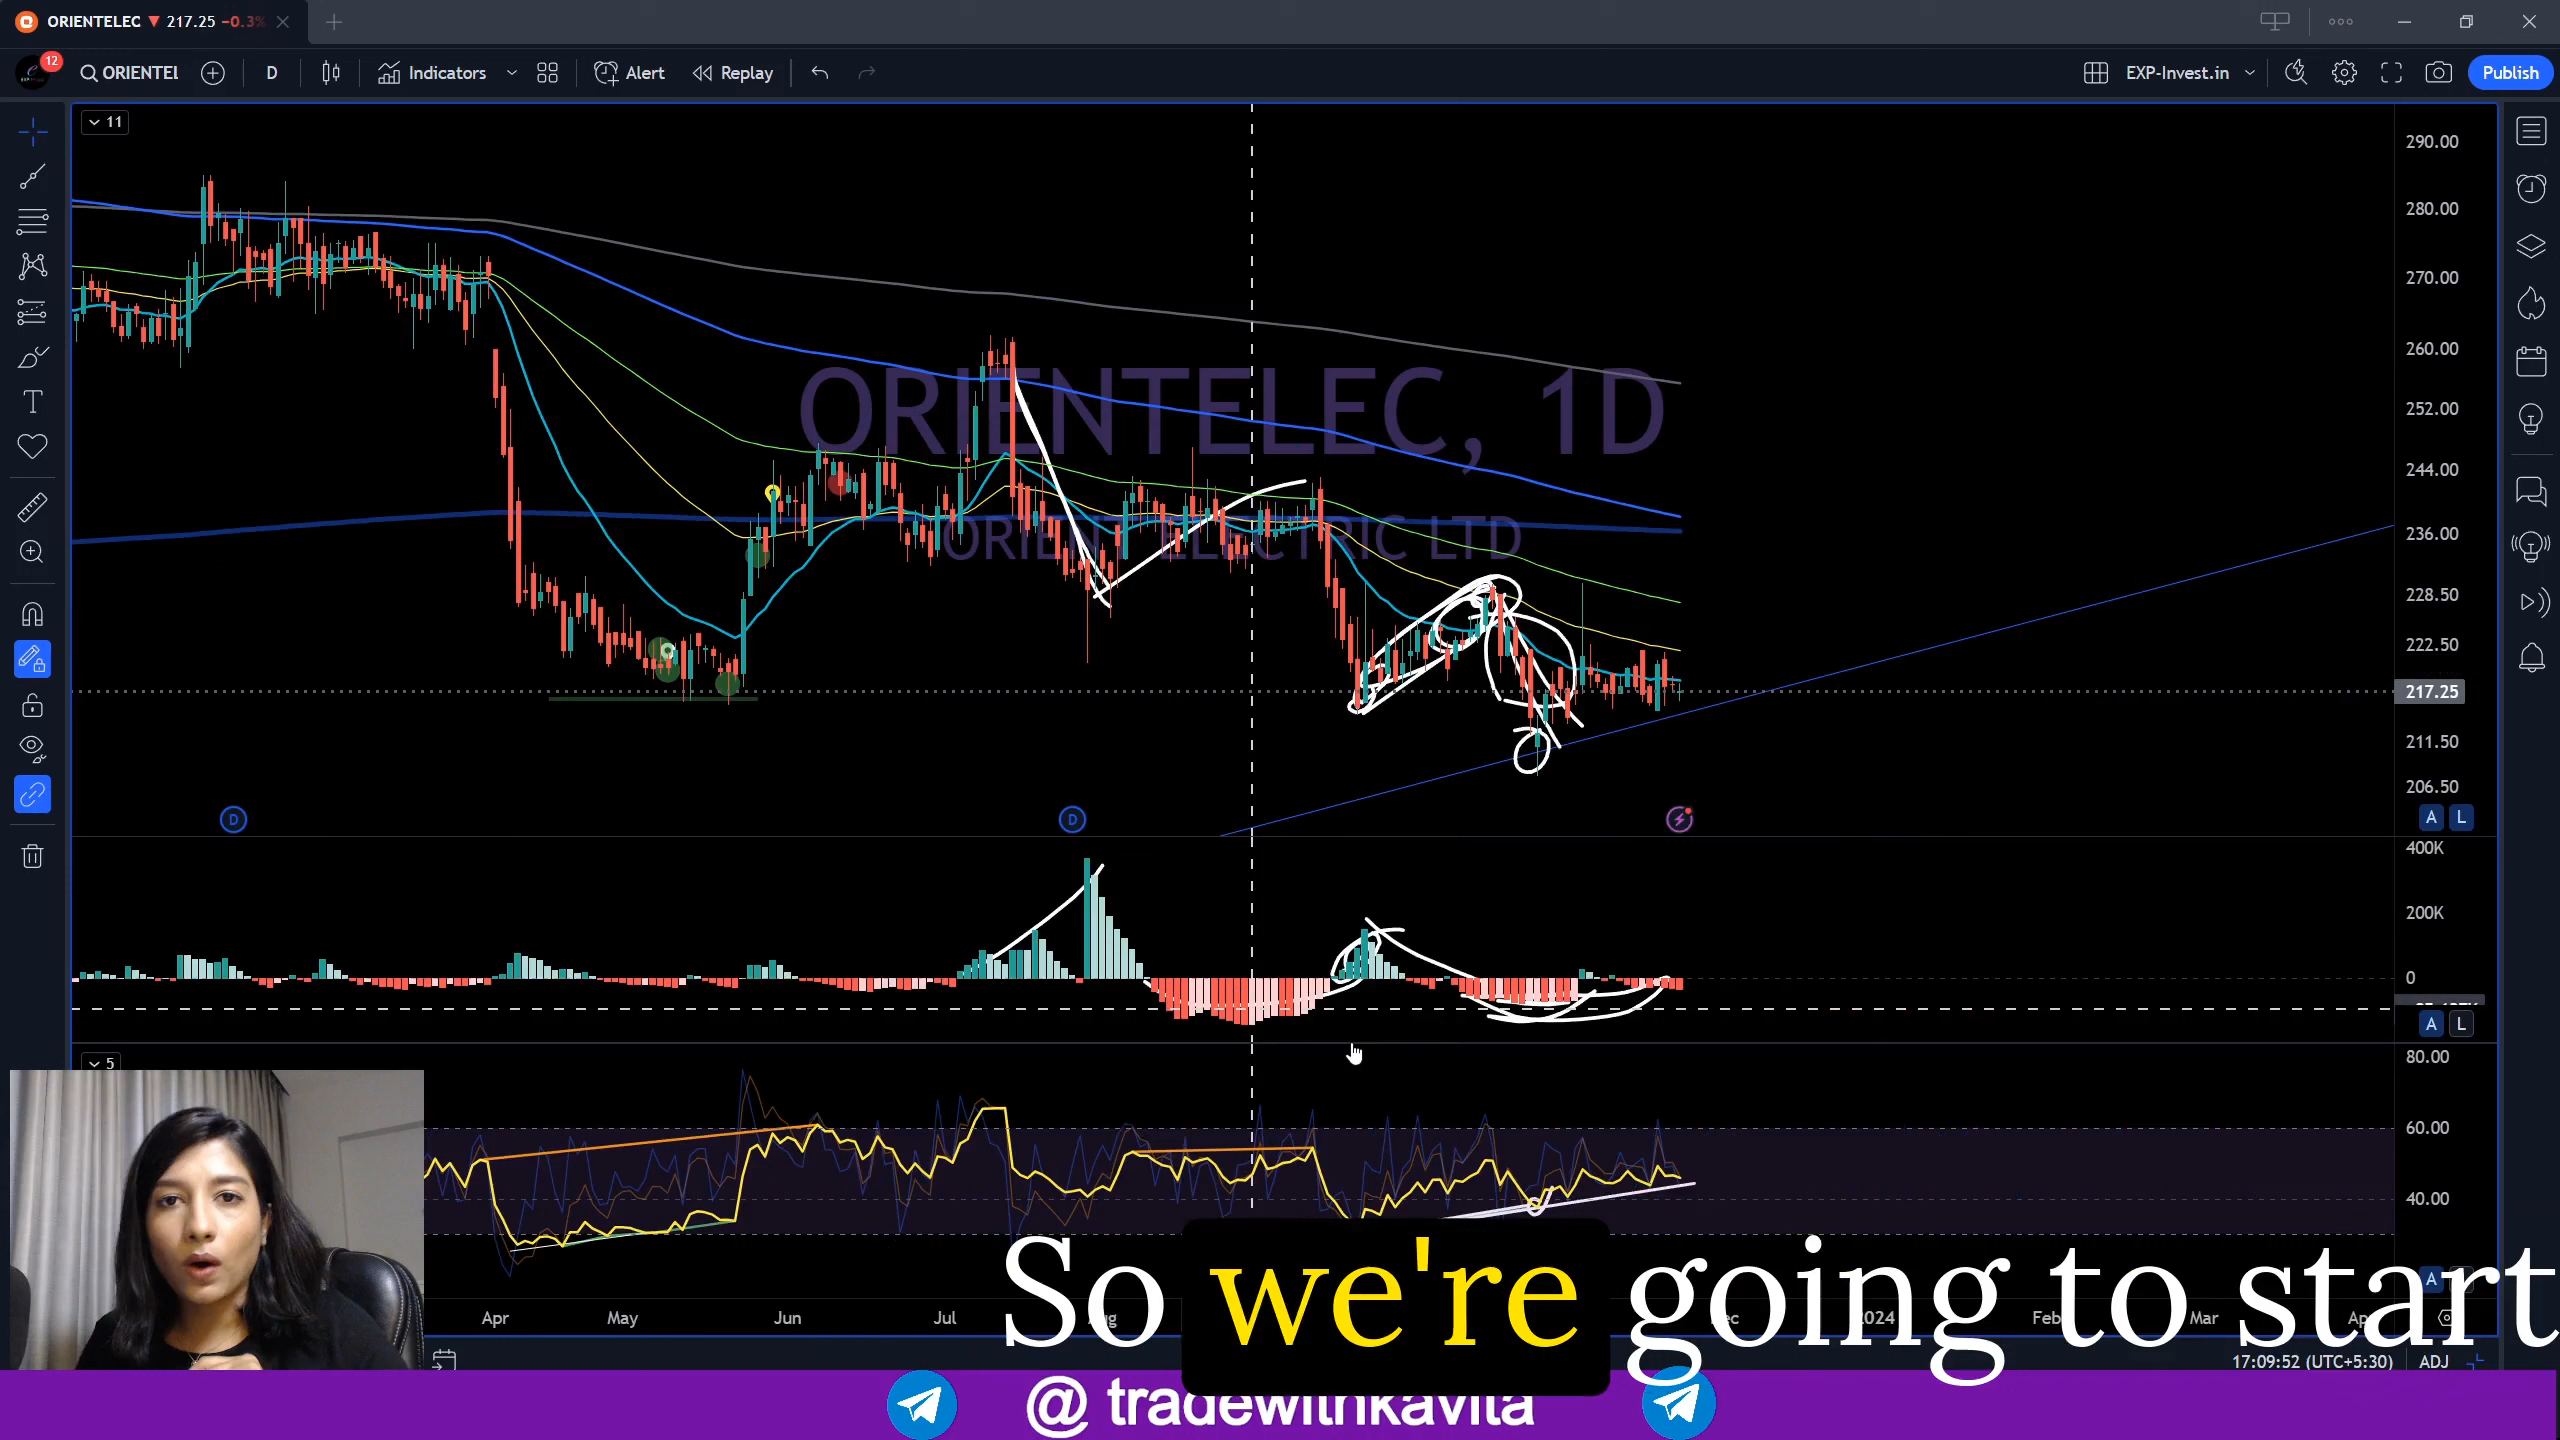 ORIENTELEC ▼ 217.25 −0.3%
12
ORIENTEL
D
Indicators
Alert
Replay
EXP-Invest.in
Publish
11
290.00
280.00
270.00
260.00
252.00
244.00
236.00
228.50
222.50
217.25
211.50
206.50
ORIENTELEC, 1D
ORIENT ELECTRIC LTD
D
D
A L
400K
200K
0
A L
5
80.00
60.00
40.00
A
So we're going to start
Apr
May
Jun
Jul
2024
Feb
Mar
17:09:52 (UTC+5:30)
ADJ
@ tradewithkavita